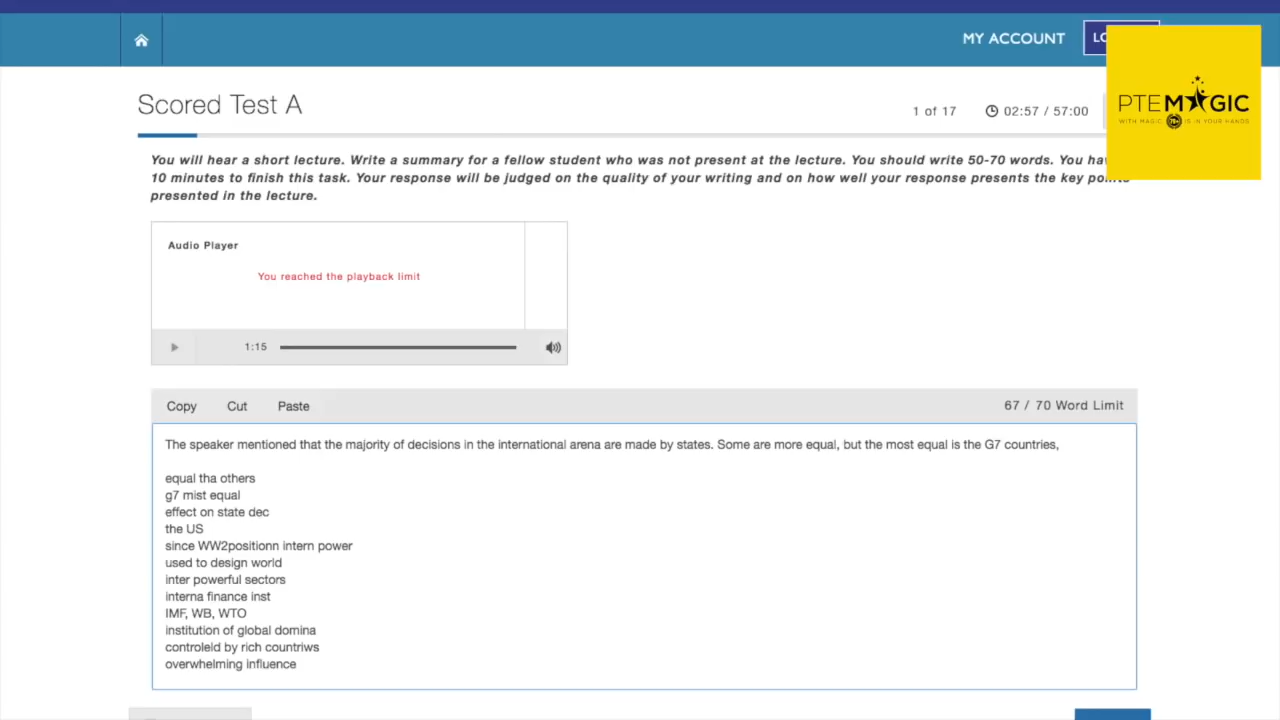 MY ACCOUNT
Scored Test A
1 of 17
02:57 / 57:00
PTEMAGIC
WITH MAGIC 79+ IS IN YOUR HANDS
You will hear a short lecture. Write a summary for a fellow student who was not present at the lecture. You should write 50-70 words. You
10 minutes to finish this task. Your response will be judged on the quality of your writing and on how well your response presents the key
presented in the lecture.
Audio Player
You reached the playback limit
1:15
Copy Cut Paste 67 / 70 Word Limit
The speaker mentioned that the majority of decisions in the international arena are made by states. Some are more equal, but the most equal is the G7 countries,
equal tha others
g7 mist equal
effect on state dec
the US
since WW2positionn intern power
used to design world
inter powerful sectors
interna finance inst
IMF, WB, WTO
institution of global domina
controleld by rich countriws
overwhelming influence